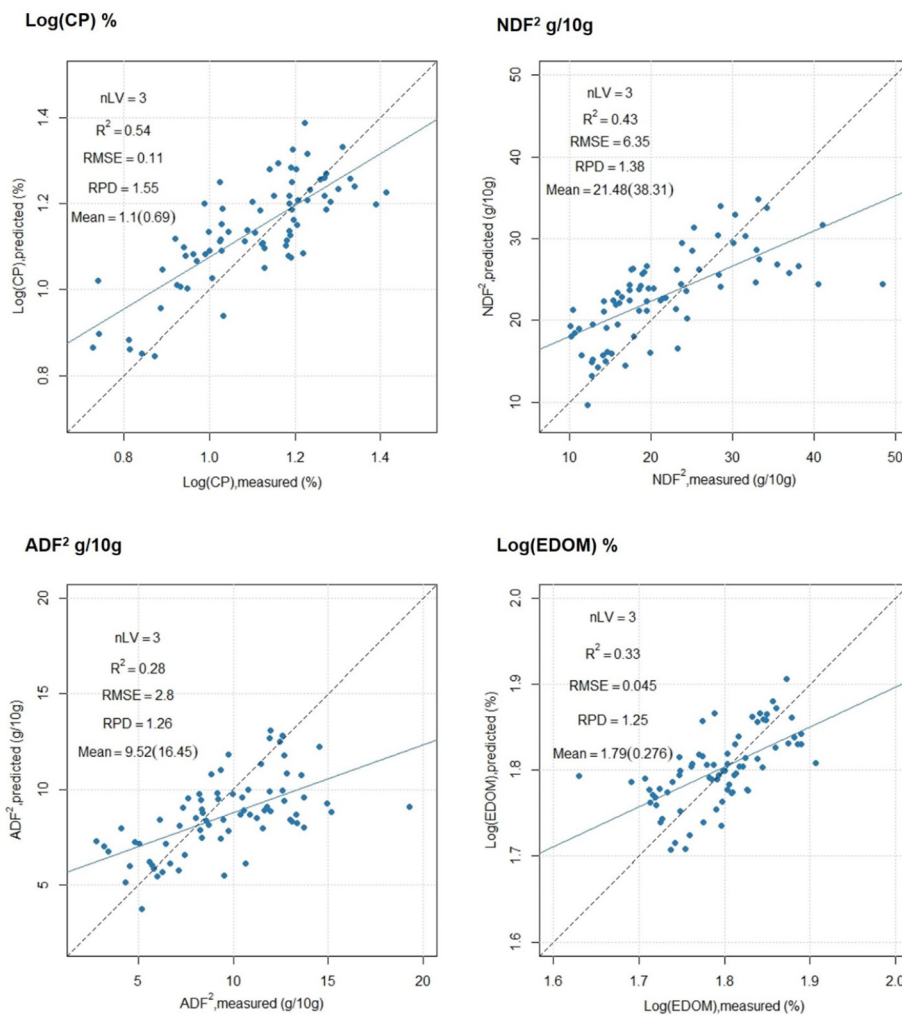 Log(CP) %
nLV = 3
R² = 0.54
RMSE = 0.11
RPD = 1.55
Mean = 1.1(0.69)
Log(CP),predicted (%)
0.8 1.0 1.2 1.4
0.8 1.0 1.2 1.4
Log(CP),measured (%)
NDF² g/10g
nLV = 3
R² = 0.43
RMSE = 6.35
RPD = 1.38
Mean = 21.48(38.31)
NDF²,predicted (g/10g)
10 20 30 40 50
10 20 30 40 50
NDF²,measured (g/10g)
ADF² g/10g
nLV = 3
R² = 0.28
RMSE = 2.8
RPD = 1.26
Mean = 9.52(16.45)
ADF²,predicted (g/10g)
5 10 15 20
5 10 15 20
ADF²,measured (g/10g)
Log(EDOM) %
nLV = 3
R² = 0.33
RMSE = 0.045
RPD = 1.25
Mean = 1.79(0.276)
Log(EDOM),predicted (%)
1.6 1.7 1.8 1.9 2.0
1.6 1.7 1.8 1.9 2.0
Log(EDOM),measured (%)